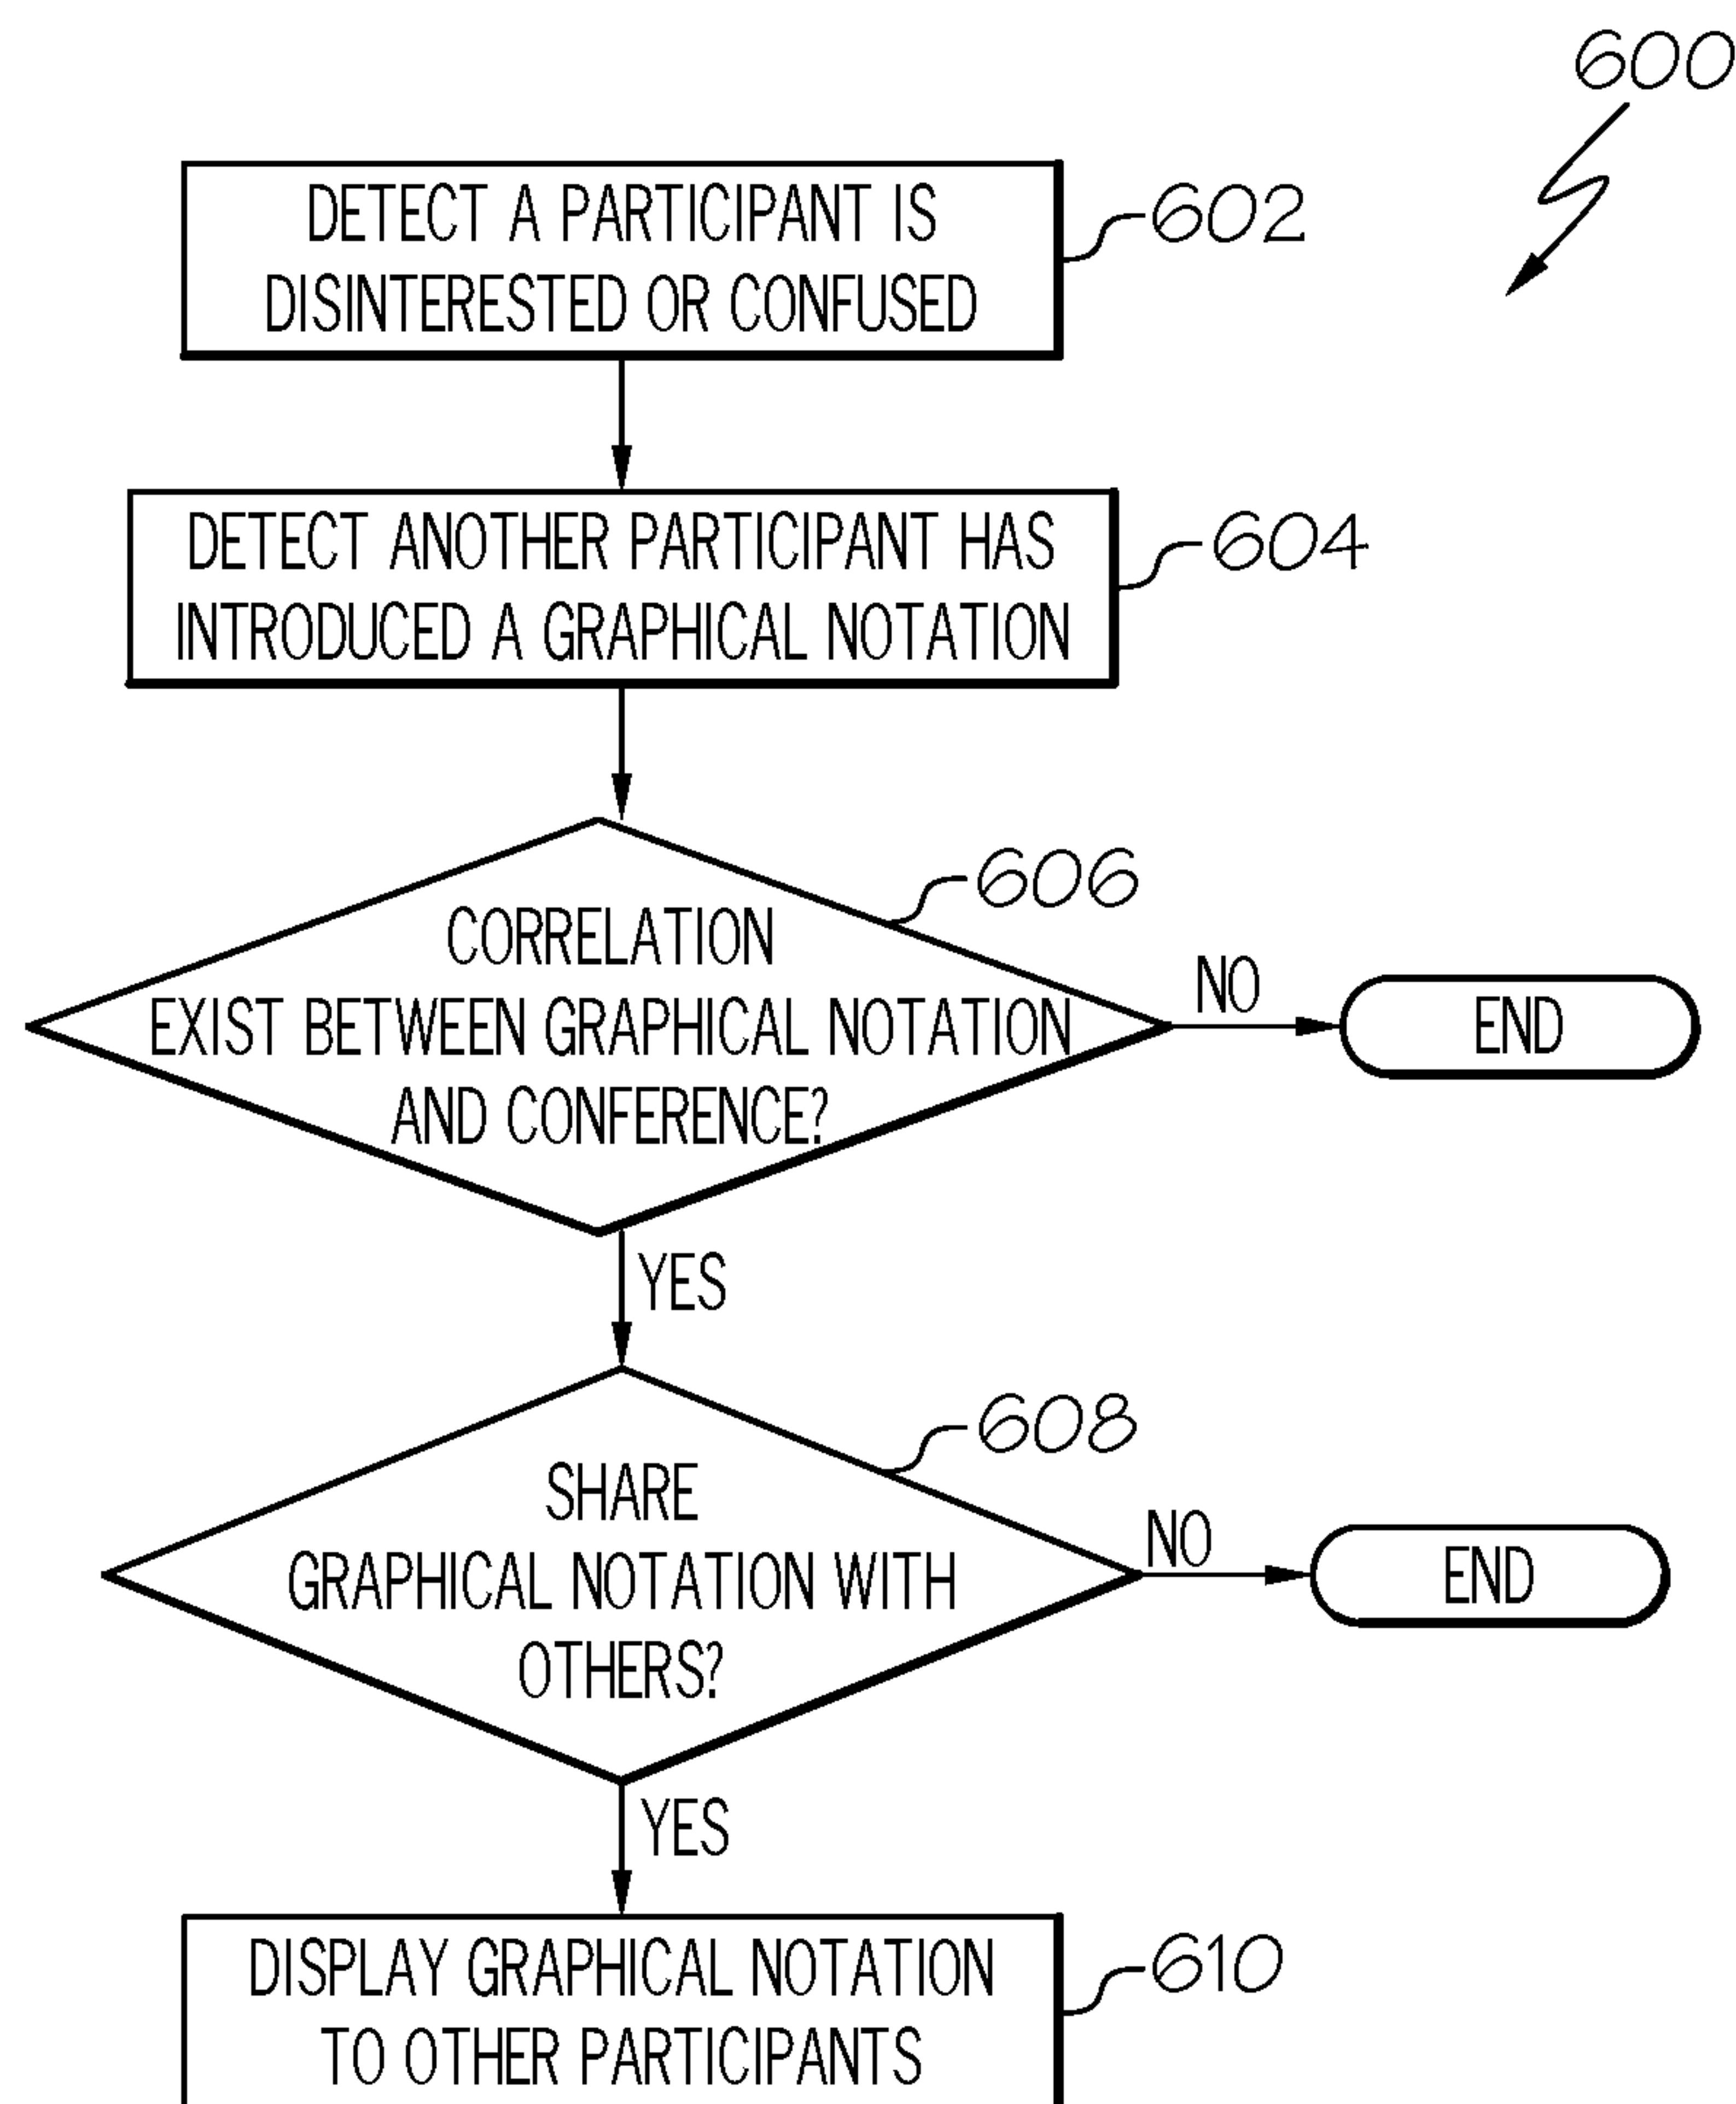 600
DETECT A PARTICIPANT IS
DISINTERESTED OR CONFUSED
602
DETECT ANOTHER PARTICIPANT HAS
INTRODUCED A GRAPHICAL NOTATION
604
606
CORRELATION
EXIST BETWEEN GRAPHICAL NOTATION
AND CONFERENCE?
NO
END
YES
608
SHARE
GRAPHICAL NOTATION WITH
OTHERS?
NO
END
YES
DISPLAY GRAPHICAL NOTATION
TO OTHER PARTICIPANTS
610